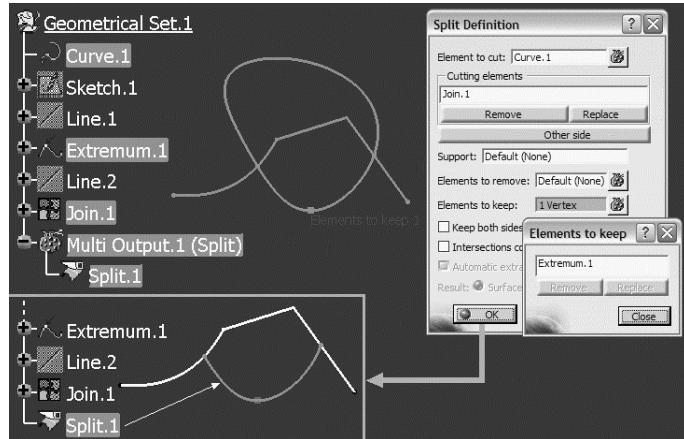 Geometrical Set.1
Curve.1
Sketch.1
Line.1
Extremum.1
Line.2
Join.1
Multi Output.1 (Split)
Split.1
Elements to keep 1
Split Definition
Element to cut: Curve.1
Cutting elements
Join.1
Remove Replace
Other side
Support: Default (None)
Elements to remove: Default (None)
Elements to keep: 1 Vertex
Keep both sides
Intersections co
Automatic extra
Result: Surface
OK
Elements to keep
Extremum.1
Remove Replace
Close
Extremum.1
Line.2
Join.1
Split.1